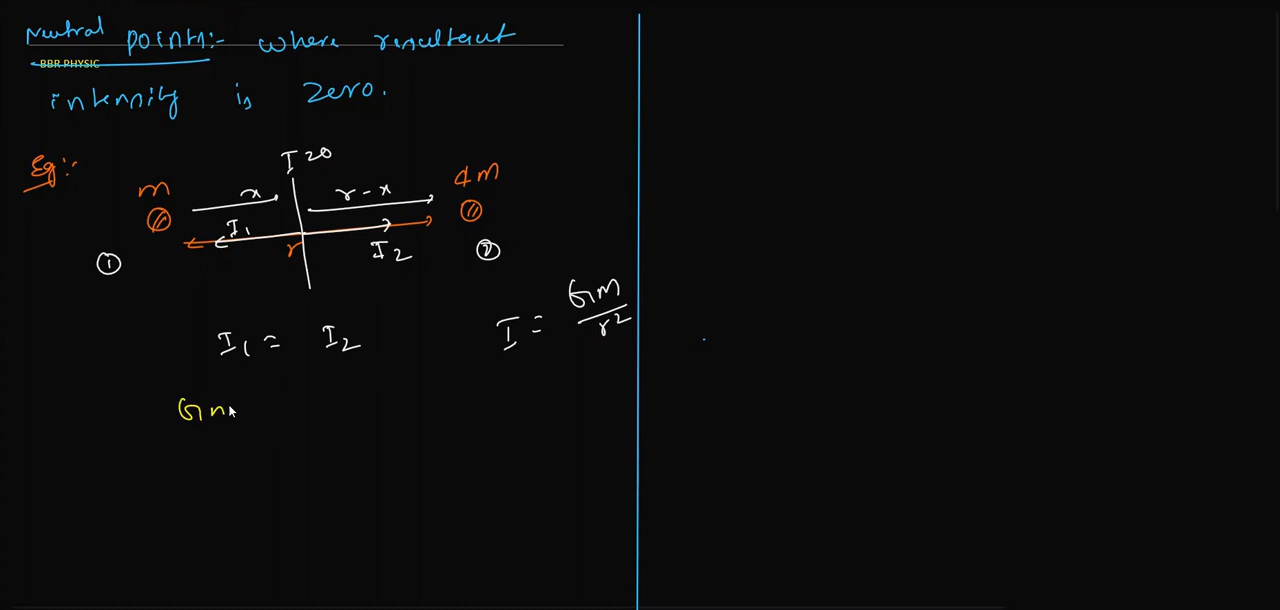 Neutral points:- where resultant
BBR PHYSIC
intensity is zero.
Eg:-
I=0
m x r-x 4m
I1 r I2
1 2
I1 = I2
I = Gm/r²
Gm